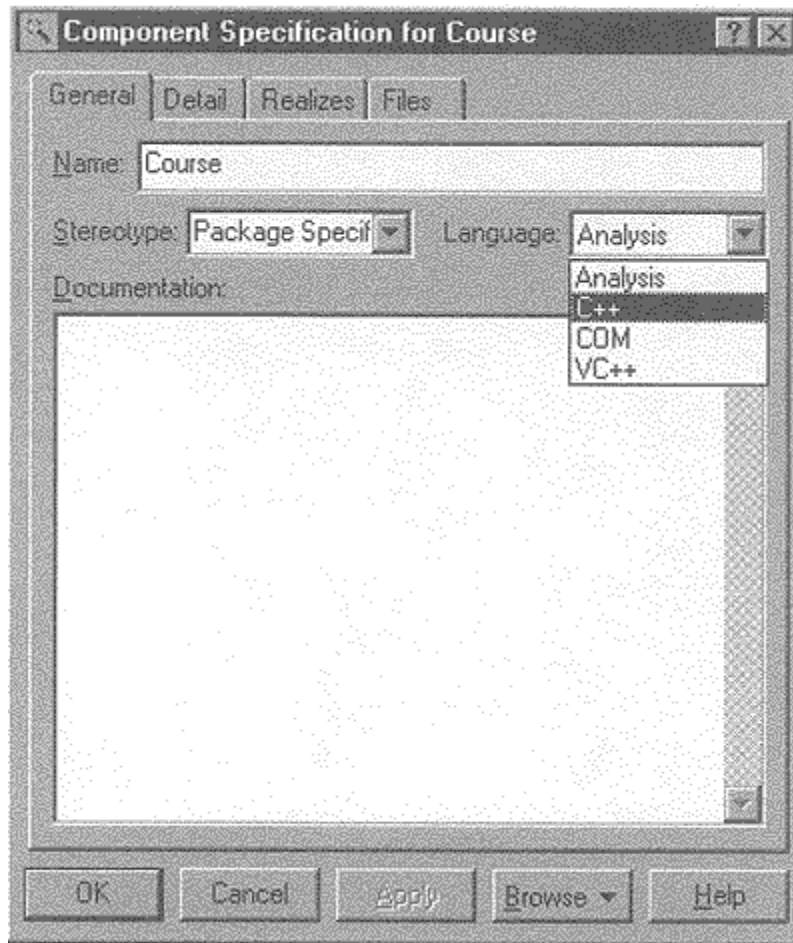 Component Specification for Course
General Detail Realizes Files
Name: Course
Stereotype: Package Specif Language: Analysis
Documentation:
Analysis
C++
COM
VC++
OK Cancel Apply Browse Help